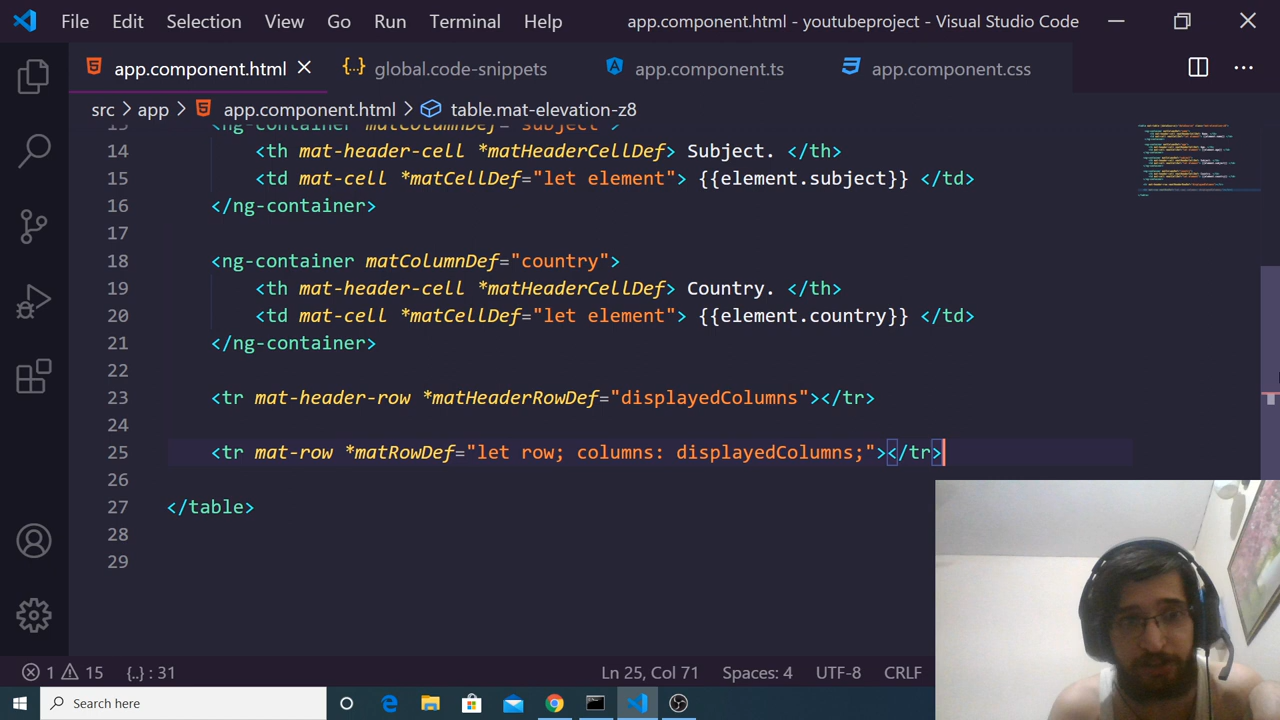 File Edit Selection View Go Run Terminal Help app.component.html - youtubeproject - Visual Studio Code
app.component.html global.code-snippets app.component.ts app.component.css
src > app > app.component.html > table.mat-elevation-z8
<ng-container matColumnDef="subject">
14 <th mat-header-cell *matHeaderCellDef> Subject. </th>
15 <td mat-cell *matCellDef="let element"> {{element.subject}} </td>
16 </ng-container>
17
18 <ng-container matColumnDef="country">
19 <th mat-header-cell *matHeaderCellDef> Country. </th>
20 <td mat-cell *matCellDef="let element"> {{element.country}} </td>
21 </ng-container>
22
23 <tr mat-header-row *matHeaderRowDef="displayedColumns"></tr>
24
25 <tr mat-row *matRowDef="let row; columns: displayedColumns;"></tr>
26
27 </table>
28
29
1 15 {..} : 31 Ln 25, Col 71 Spaces: 4 UTF-8 CRLF
Search here